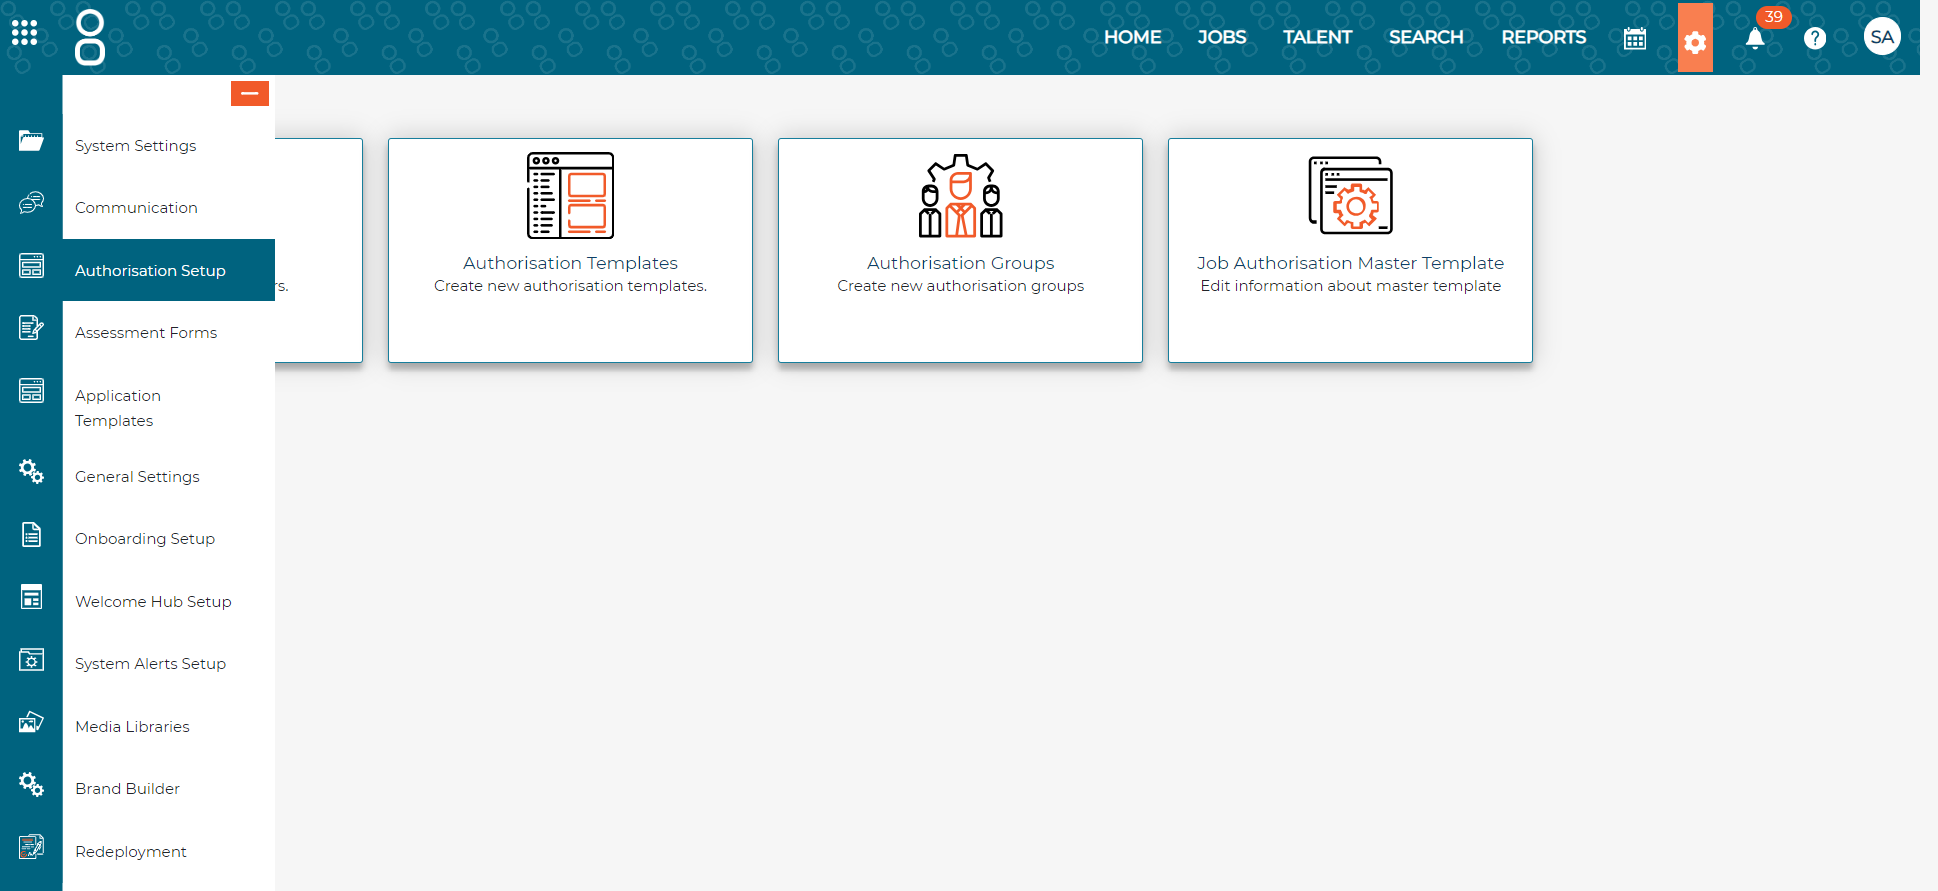 HOME JOBS TALENT SEARCH REPORTS 39 SA
System Settings
Communication
Authorisation Setup
Assessment Forms
Application
Templates
General Settings
Onboarding Setup
Welcome Hub Setup
System Alerts Setup
Media Libraries
Brand Builder
Redeployment
rs.
Authorisation Templates
Create new authorisation templates.
Authorisation Groups
Create new authorisation groups
Job Authorisation Master Template
Edit information about master template